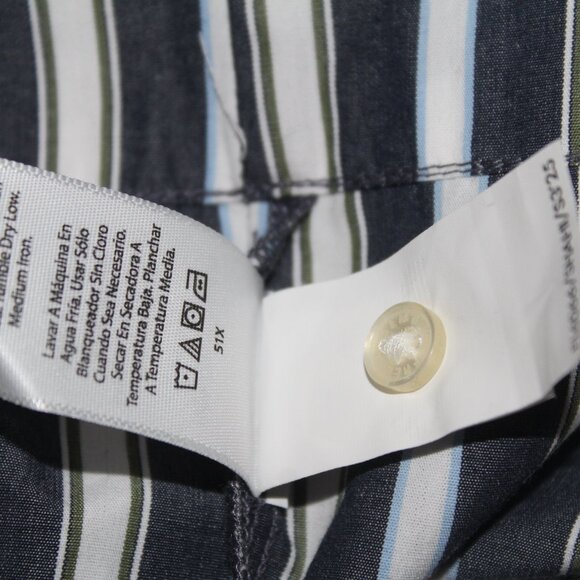 Tumble Dry Low.
Medium Iron.
Lavar A Máquina En
Agua Fría. Usar Sólo
Blanqueador Sin Cloro
Cuando Sea Necesario.
Secar En Secadora A
Temperatura Baja. Planchar
A Temperatura Media.
51X